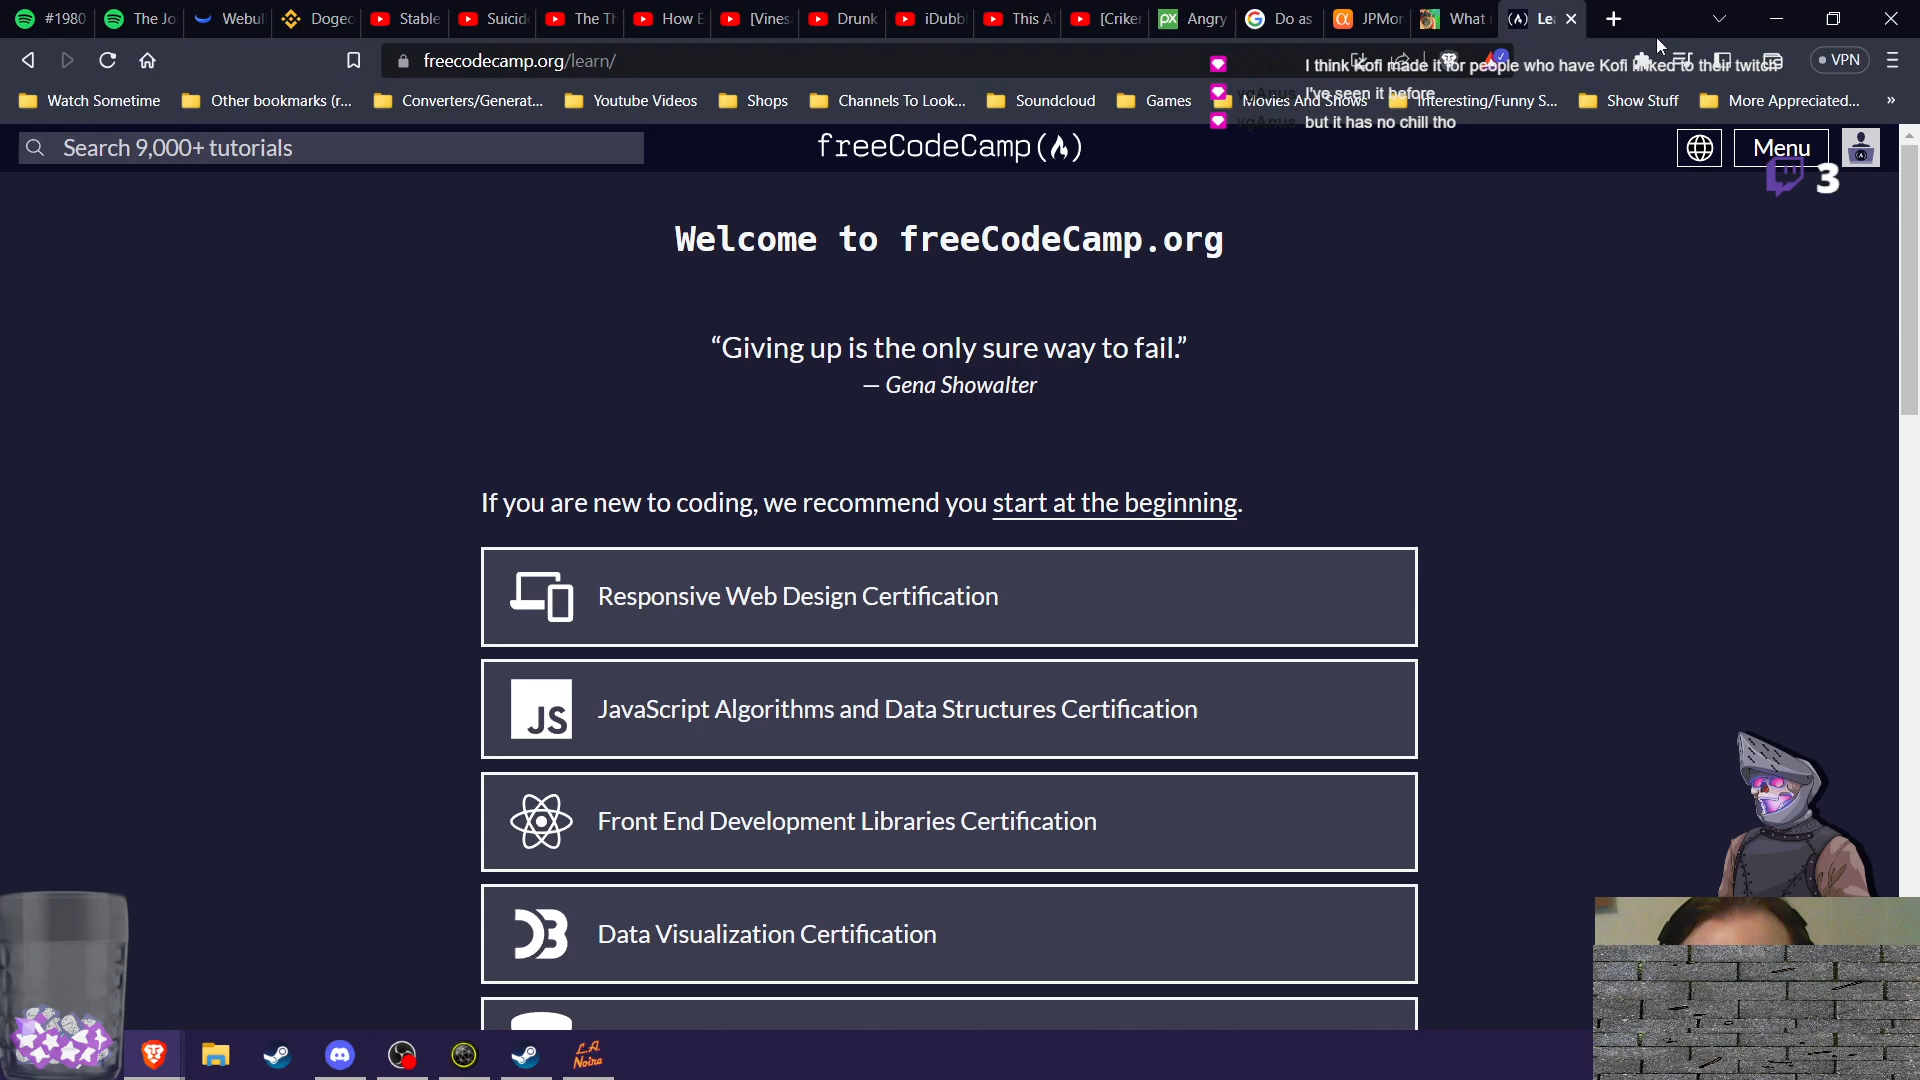 #1980
The Jo
Webul
Dogec
Stable
Suicid
The Th
How E
[Vines
Drunk
iDubb
This A
[Criker
Angry
Do as
JPMor
What i
Le
freecodecamp.org/learn/
VPN
I think Kofi made it for people who have Kofi linked to their twitch
Watch Sometime
Other bookmarks (r...
Converters/Generat...
Youtube Videos
Shops
Channels To Look...
Soundcloud
Games
Movies And Shows
Interesting/Funny S...
Show Stuff
More Appreciated...
»
vgAnus I've seen it before
vgAnus but it has no chill tho
Search 9,000+ tutorials
freeCodeCamp
Menu
3
Welcome to freeCodeCamp.org
“Giving up is the only sure way to fail.”
— Gena Showalter
If you are new to coding, we recommend you start at the beginning.
Responsive Web Design Certification
JS
JavaScript Algorithms and Data Structures Certification
Front End Development Libraries Certification
Data Visualization Certification
L.A. Noire